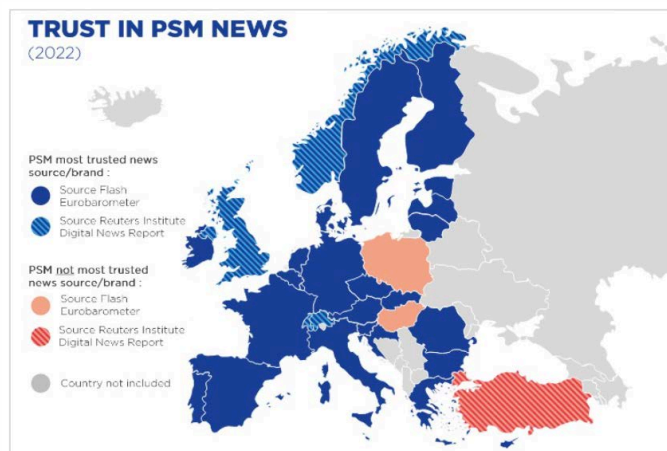 TRUST IN PSM NEWS
(2022)
PSM most trusted news
source/brand :
Source Flash
Eurobarometer
Source Reuters Institute
Digital News Report
PSM not most trusted
news source/brand :
Source Flash
Eurobarometer
Source Reuters Institute
Digital News Report
Country not included